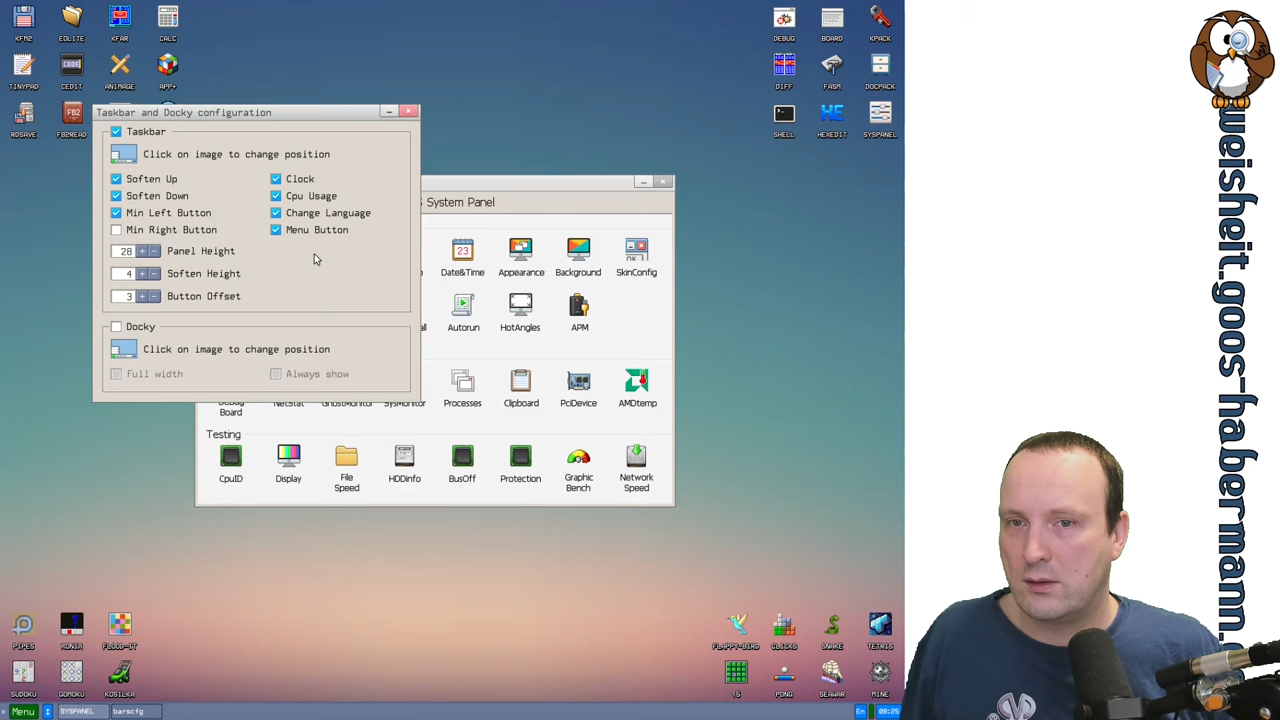 KFM2 EOLITE KFAR CALC
TINYPAD CEDIT ANIMAGE APP+
RDSAVE FB2READ
DEBUG BOARD KPACK
DIFF FASM DOCPACK
SHELL HEXEDIT SYSPANEL
Taskbar and Docky configuration
Taskbar
Click on image to change position
Soften Up
Clock
Soften Down
Cpu Usage
Min Left Button
Change Language
Min Right Button
Menu Button
28 + - Panel Height
4 + - Soften Height
3 + - Button Offset
Docky
Click on image to change position
Full width
Always show
System Panel
Date&Time Appearance Background SkinConfig
Autorun HotAngles APM
Processes Clipboard PciDevice AMDtemp
Debug
Board
NetStat GhostMonitor SysMonitor
Testing
CpuID Display File
Speed HDDinfo BusOff Protection Graphic
Bench Network
Speed
PIPES XONIX FLOOD-IT
SUDOKU GOMOKU KOSILKA
FLAPPY-BIRD CLICKS SNAKE TETRIS
15 PONG SEAWAR MINE
Menu SYSPANEL barscfg
En 08:25
weisheit.goos-habermann.